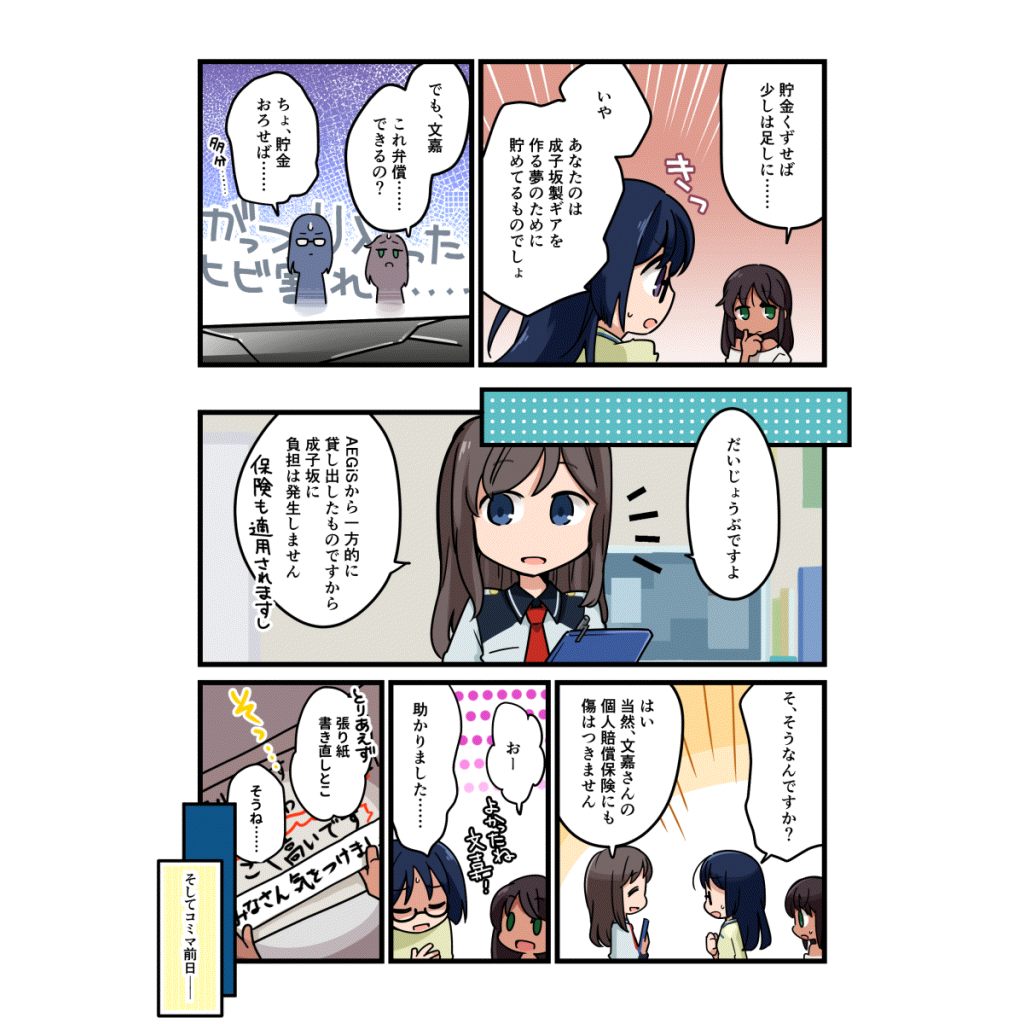 貯金くずせば
少しは足しに……
きっ
いや
あなたのは
成子坂製ギアを
作る夢のために
貯めてるものでしょ
でも、文嘉
これ弁償……
できるの？
ちょ、貯金
おろせば……
多分……
がっつり入った
ヒビ割れ....
だいじょうぶですよ
AEGiSから一方的に
貸し出したものですから
成子坂に
負担は発生しません
保険も適用されますし
そ、そうなんですか？
はい
当然、文嘉さんの
個人賠償保険にも
傷はつきません
おー
よかったね
文嘉！
助かりました……
とりあえず
張り紙
書き直しとこ
そっ…
そうね……
高いです
みなさん気をつけまし
そしてコミマ前日――